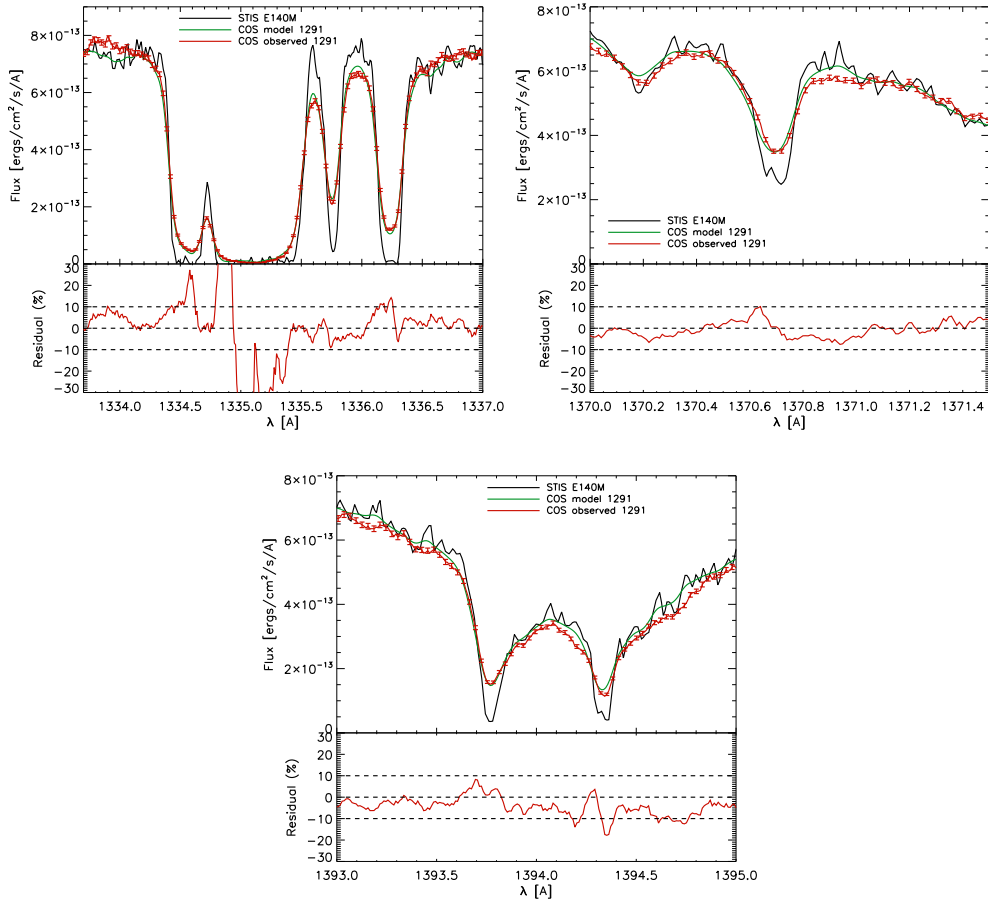 STIS E140M
COS model 1291
COS observed 1291
8×10⁻¹³
6×10⁻¹³
4×10⁻¹³
2×10⁻¹³
0
Flux [ergs/cm²/s/A]
30
20
10
0
−10
−20
−30
Residual (%)
1334.0 1334.5 1335.0 1335.5 1336.0 1336.5 1337.0
λ [A]
8×10⁻¹³
6×10⁻¹³
4×10⁻¹³
2×10⁻¹³
0
Flux [ergs/cm²/s/A]
STIS E140M
COS model 1291
COS observed 1291
30
20
10
0
−10
−20
−30
Residual (%)
1370.0 1370.2 1370.4 1370.6 1370.8 1371.0 1371.2 1371.4
λ [A]
8×10⁻¹³
6×10⁻¹³
4×10⁻¹³
2×10⁻¹³
0
Flux [ergs/cm²/s/A]
STIS E140M
COS model 1291
COS observed 1291
30
20
10
0
−10
−20
−30
Residual (%)
1393.0 1393.5 1394.0 1394.5 1395.0
λ [A]